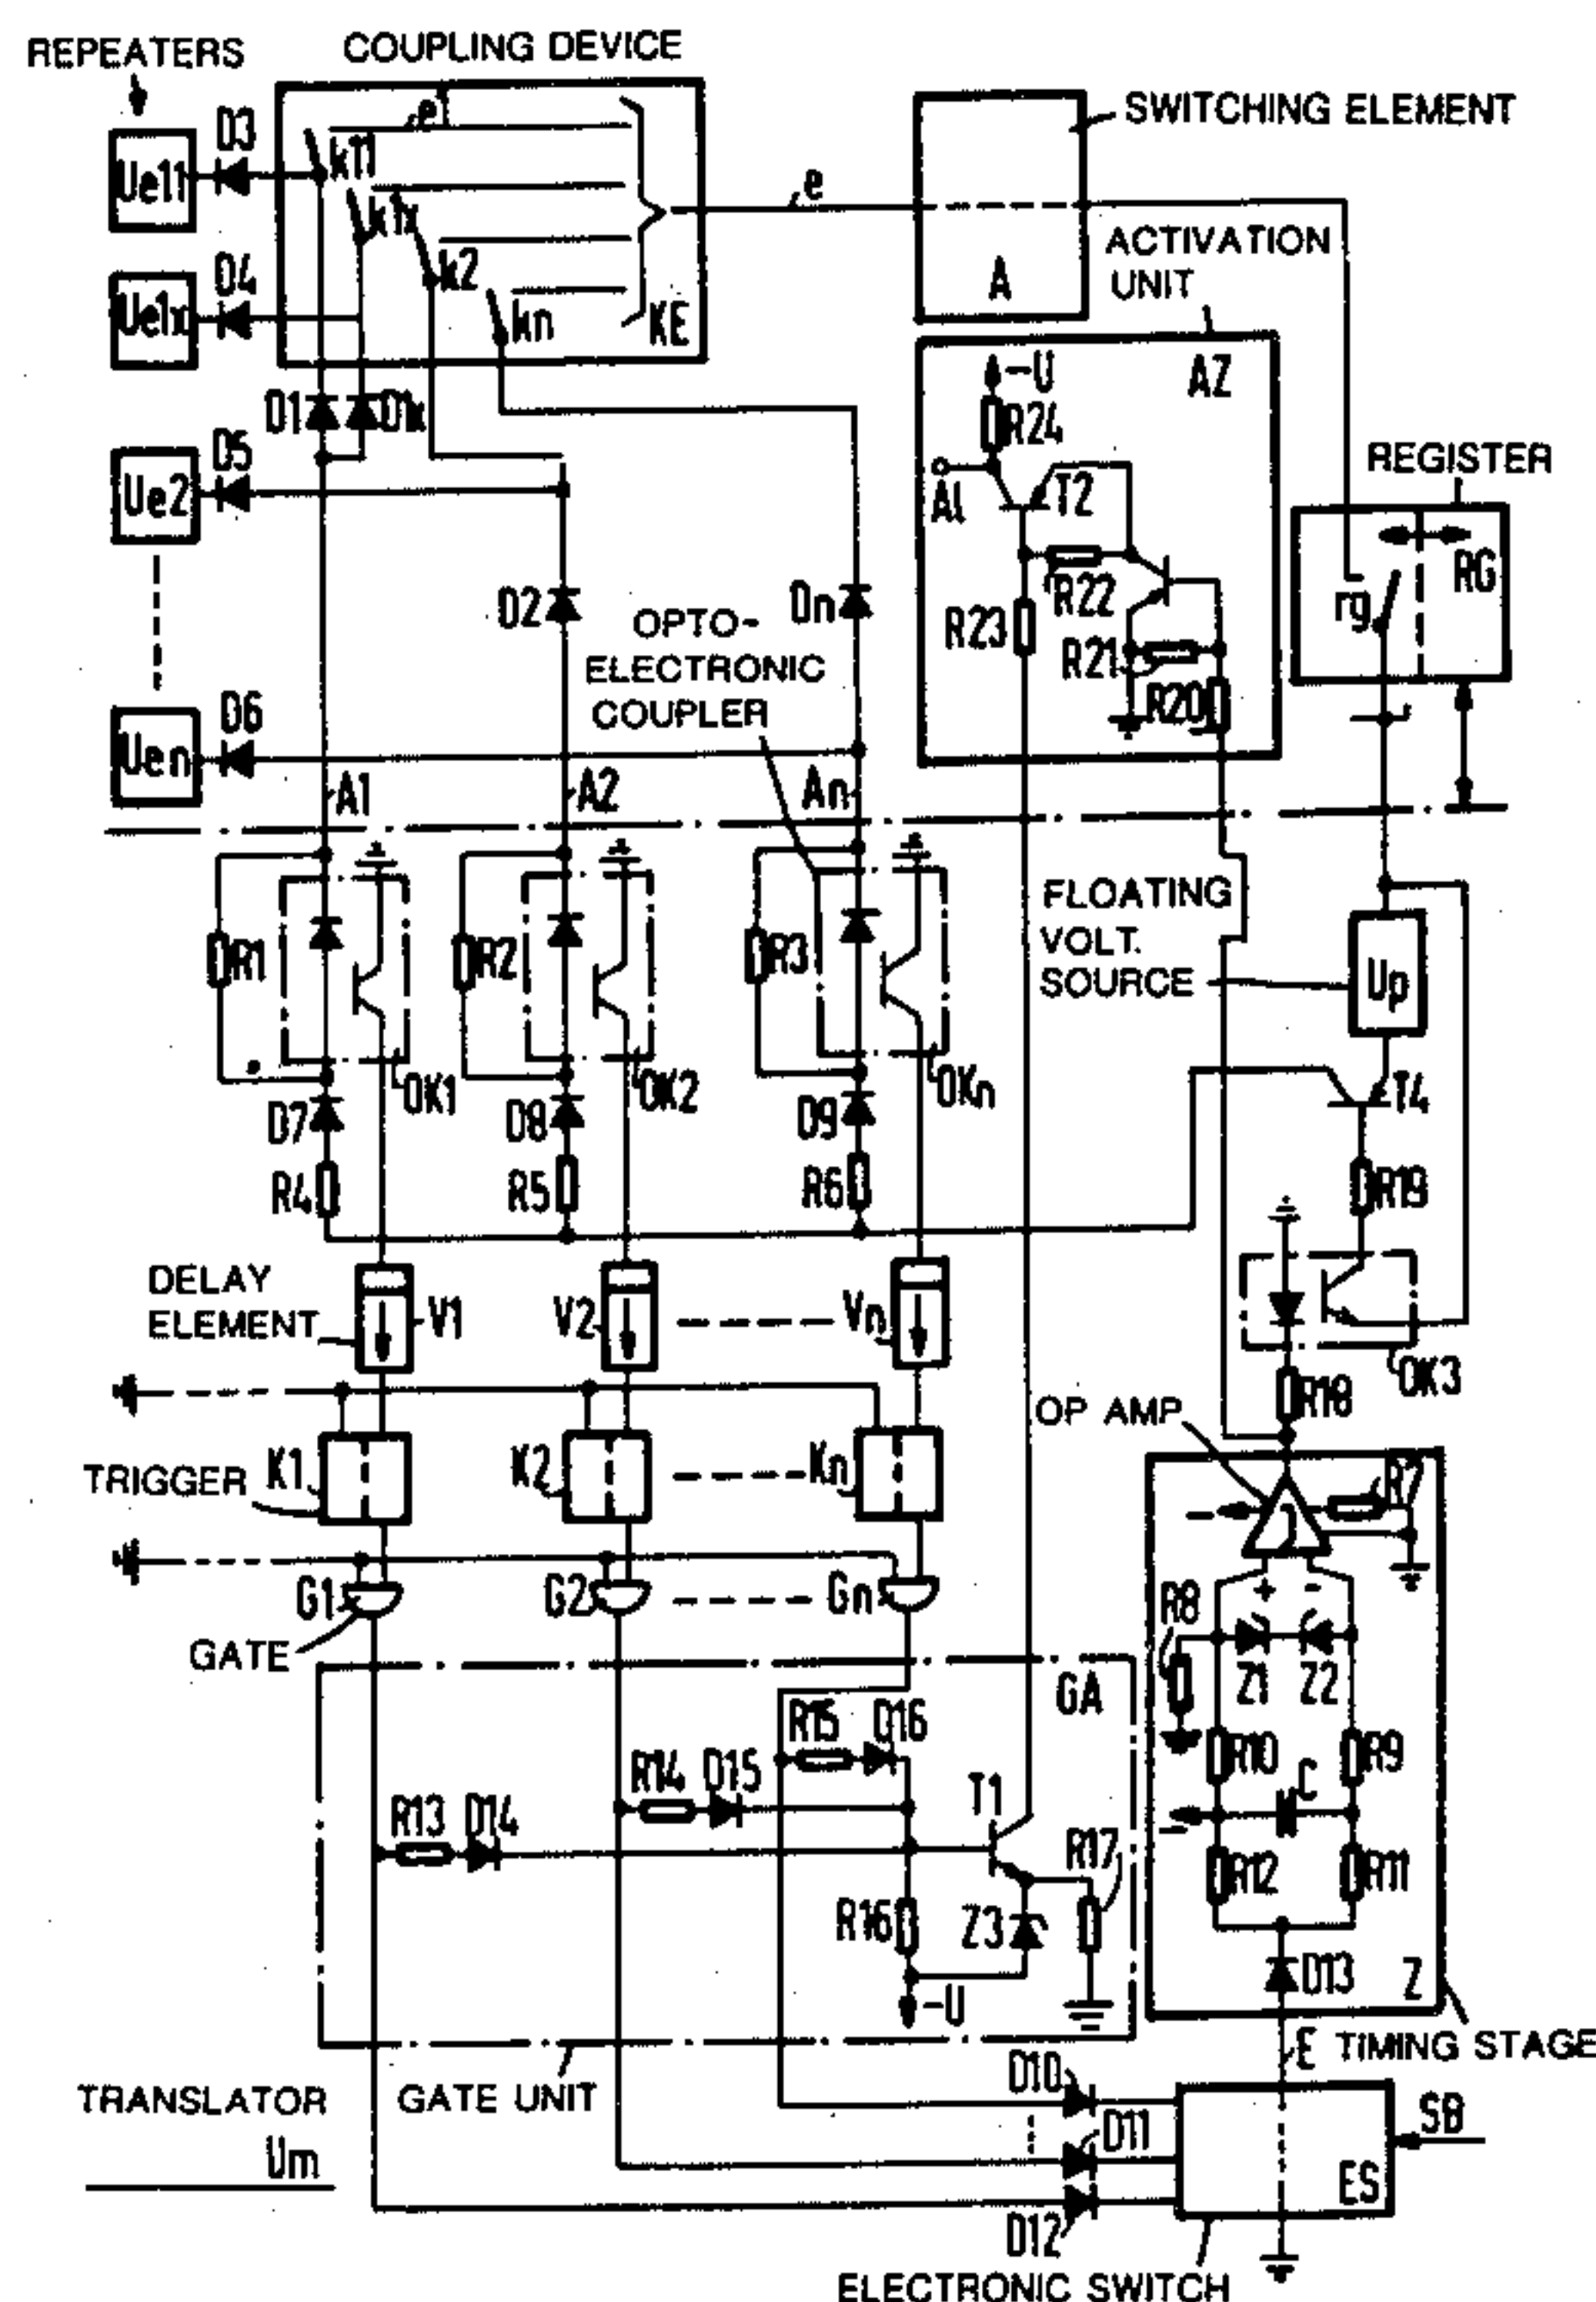 REPEATERS
COUPLING DEVICE
SWITCHING ELEMENT
D3
e1
Ue11
k11
e
k1x
ACTIVATION
UNIT
D4
k2
A
Ue1x
kn
KE
-U
AZ
D1
D1x
R24
D5
REGISTER
Ue2
A1
T2
RG
D2
OPTO-
ELECTRONIC
COUPLER
Dn
R23
R22
rg
R21
R20
D6
Uen
A1
A2
An
FLOATING
VOLT.
SOURCE
R1
R2
R3
Up
OK1
OK2
OKn
T4
D7
D8
D9
R4
R5
R6
R19
DELAY
ELEMENT
V1
V2
Vn
OK3
R18
OP AMP
TRIGGER
K1
K2
Kn
R7
G1
G2
Gn
+
-
R8
GATE
GA
Z1
Z2
R15
D16
R14
D15
R10
R9
C
T1
R13
D14
R17
R12
R11
R16
Z3
D13
Z
-U
E
TIMING STAGE
TRANSLATOR
Um
GATE UNIT
D10
D11
SB
ES
D12
ELECTRONIC SWITCH